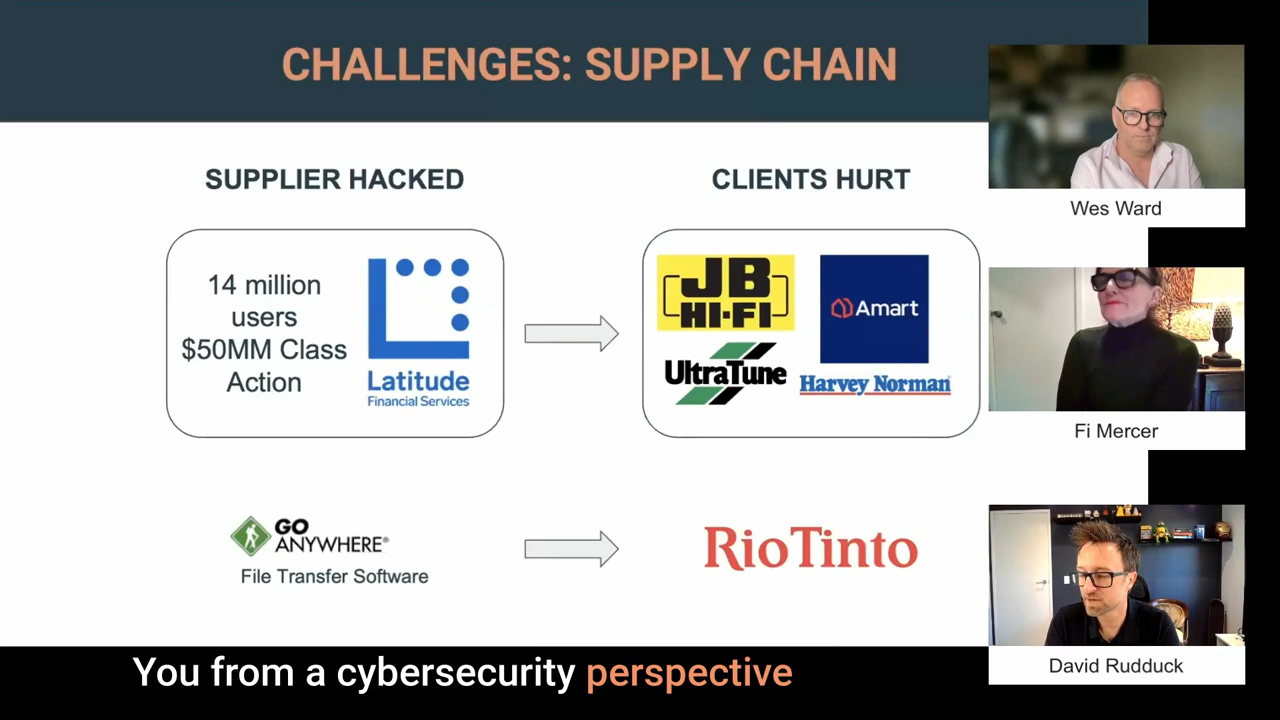 CHALLENGES: SUPPLY CHAIN
SUPPLIER HACKED
14 million
users
$50MM Class
Action
Latitude
Financial Services
CLIENTS HURT
JB
HI-FI
Amart
UltraTune
Harvey Norman
GO
ANYWHERE®
File Transfer Software
RioTinto
Wes Ward
Fi Mercer
David Rudduck
You from a cybersecurity perspective